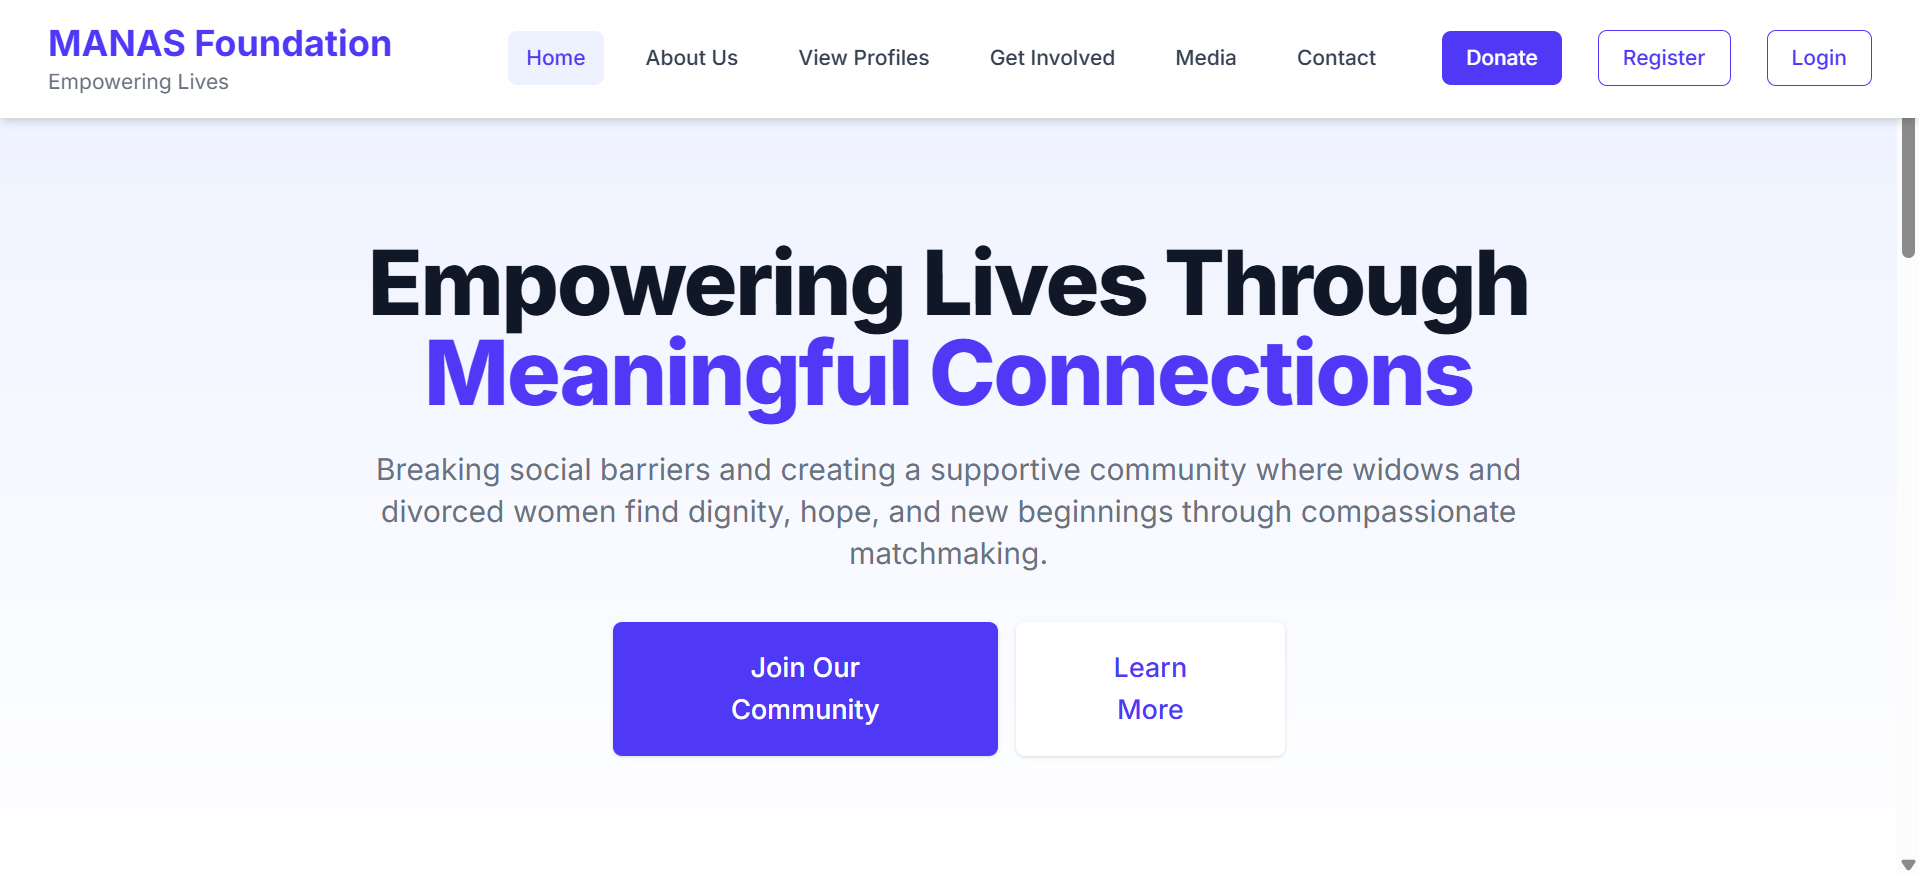 MANAS Foundation
Empowering Lives
Home
About Us
View Profiles
Get Involved
Media
Contact
Donate
Register
Login
Empowering Lives Through
Meaningful Connections
Breaking social barriers and creating a supportive community where widows and
divorced women find dignity, hope, and new beginnings through compassionate
matchmaking.
Join Our
Community
Learn
More